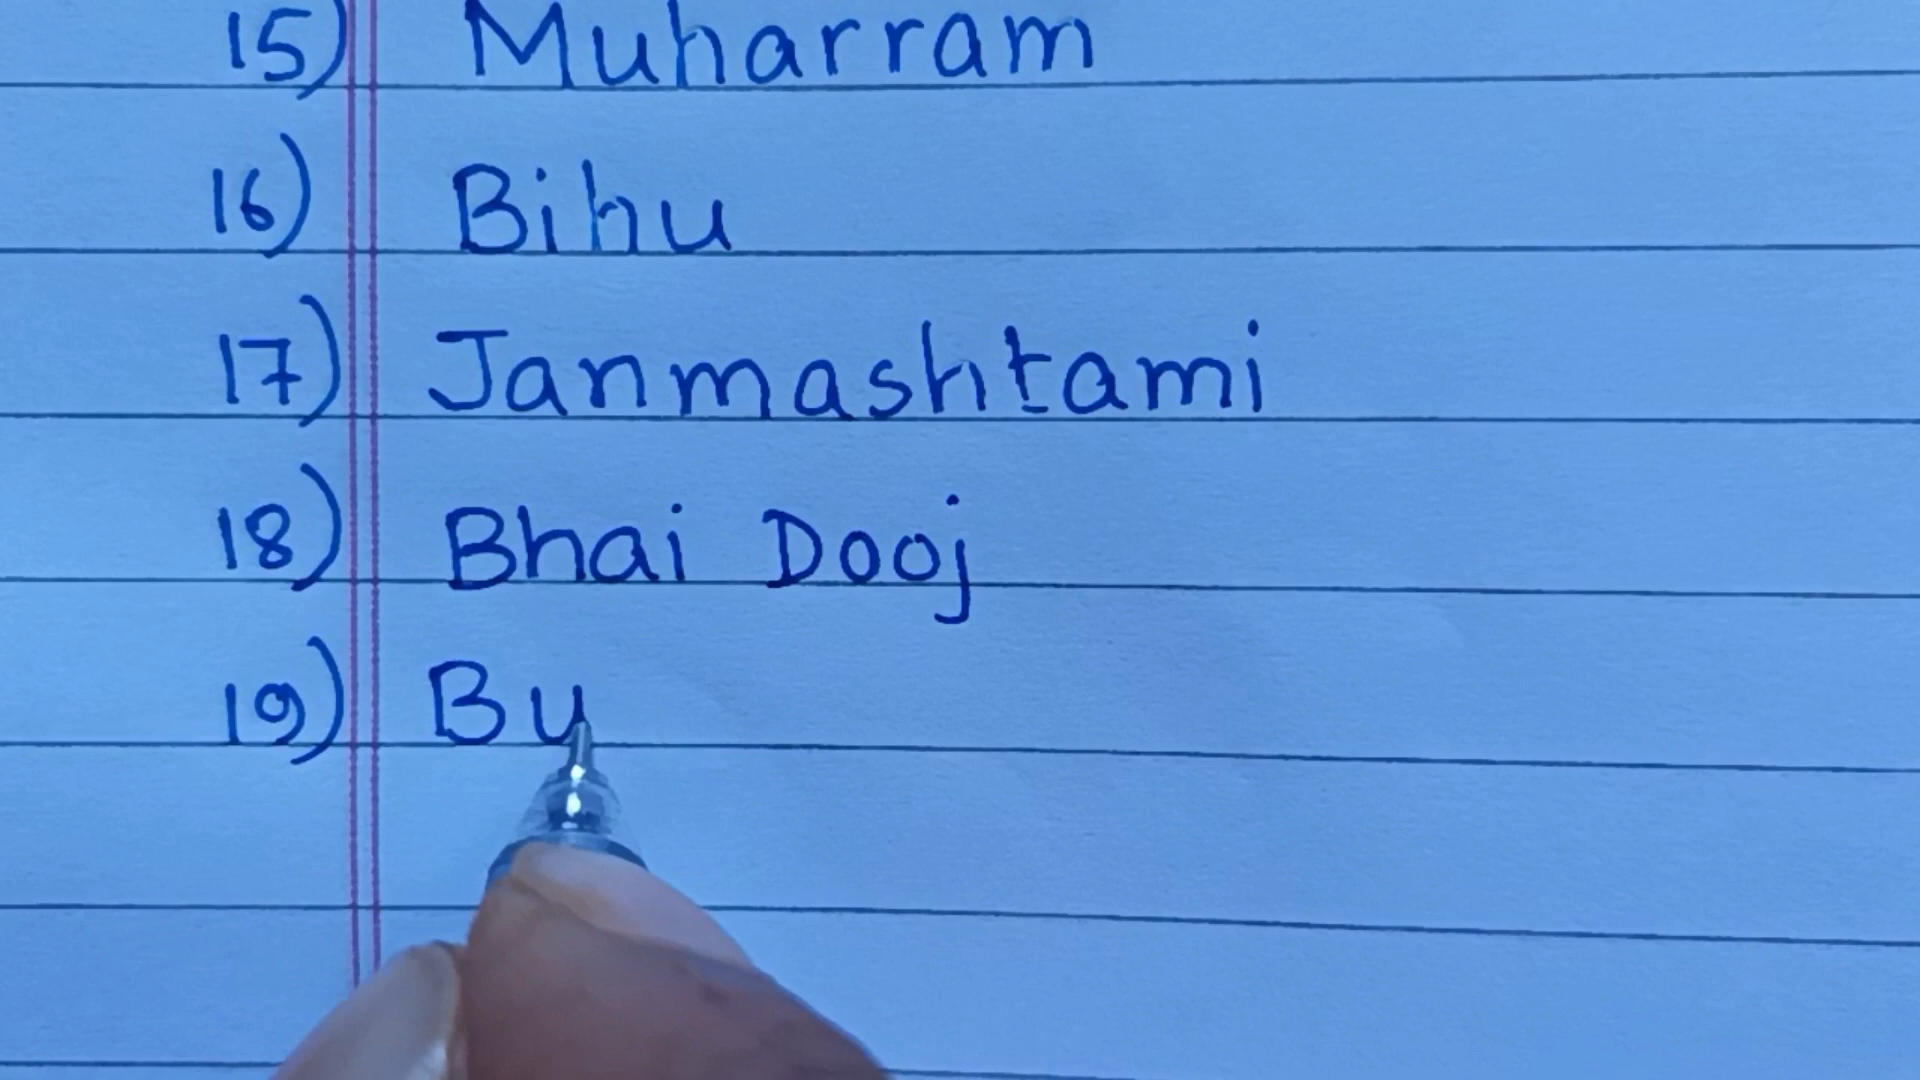 15) Muharram
16) Bihu
17) Janmashtami
18) Bhai Dooj
19) Bu